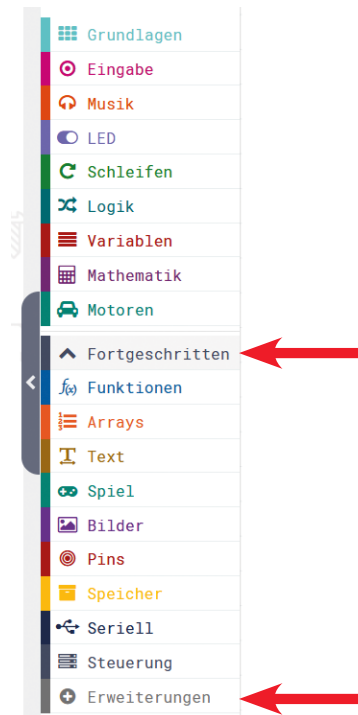 Grundlagen
Eingabe
Musik
LED
Schleifen
Logik
Variablen
Mathematik
Motoren
Fortgeschritten
Funktionen
Arrays
Text
Spiel
Bilder
Pins
Speicher
Seriell
Steuerung
Erweiterungen